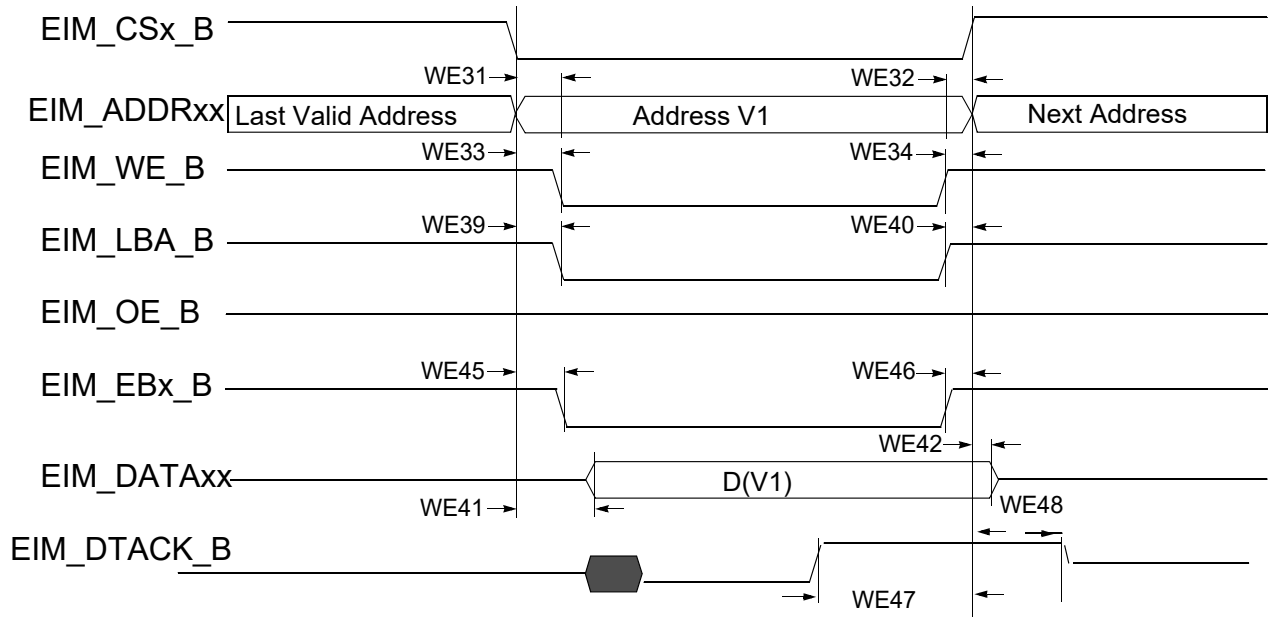 EIM_CSx_B
WE31 WE32
EIM_ADDRxx Last Valid Address Address V1 Next Address
WE33 WE34
EIM_WE_B
WE39 WE40
EIM_LBA_B
EIM_OE_B
WE45 WE46
EIM_EBx_B
WE42
EIM_DATAxx D(V1)
WE41 WE48
EIM_DTACK_B
WE47